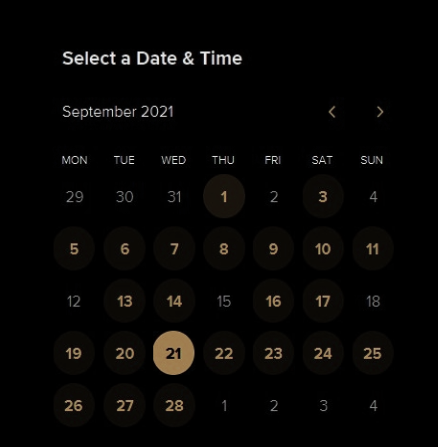 Select a Date & Time
September 2021
MON TUE WED THU FRI SAT SUN
29 30 31 1 2 3 4
5 6 7 8 9 10 11
12 13 14 15 16 17 18
19 20 21 22 23 24 25
26 27 28 1 2 3 4